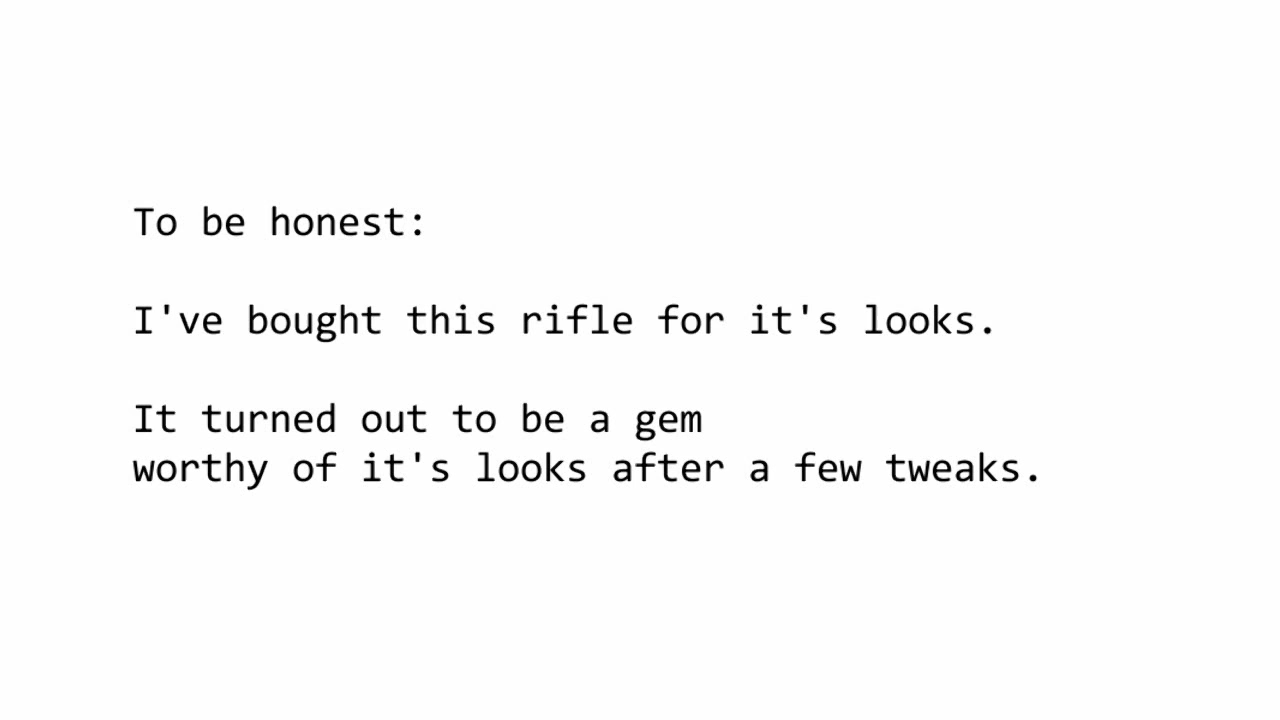 To be honest:
I've bought this rifle for it's looks.
It turned out to be a gem
worthy of it's looks after a few tweaks.